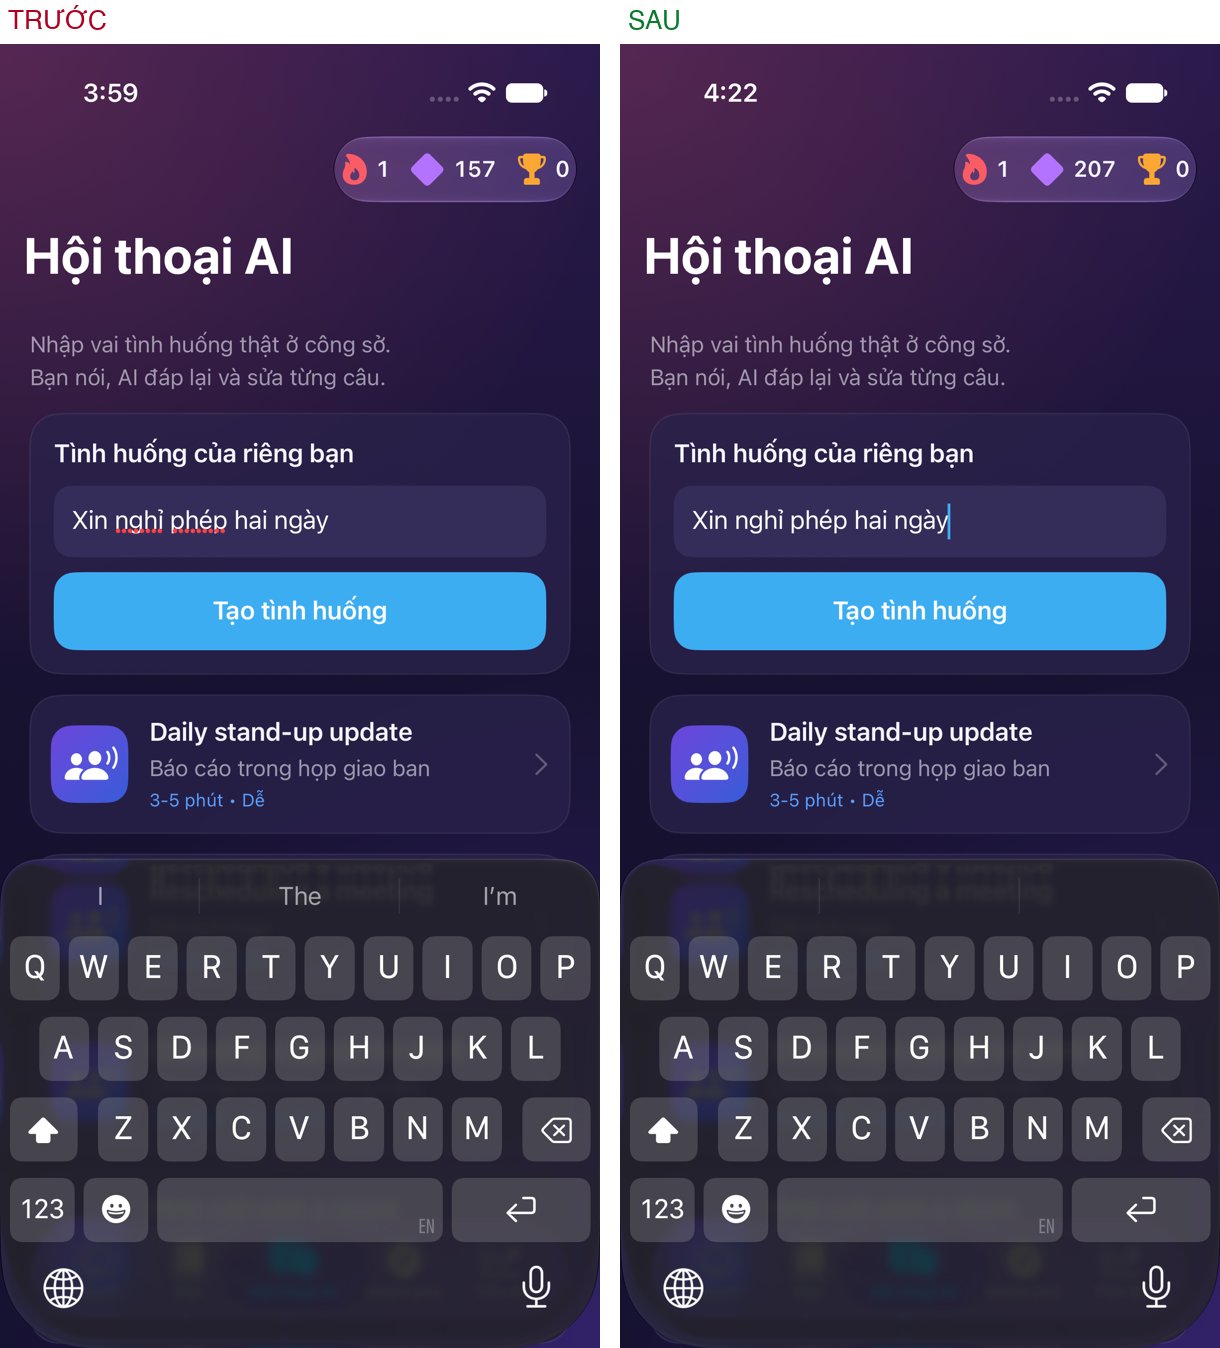 TRƯỚC
3:59
1 157 0
Hội thoại AI
Nhập vai tình huống thật ở công sở.
Bạn nói, AI đáp lại và sửa từng câu.
Tình huống của riêng bạn
Xin nghỉ phép hai ngày
Tạo tình huống
Daily stand-up update
Báo cáo trong họp giao ban
3-5 phút • Dễ
Rescheduling a meeting
I The I’m
Q W E R T Y U I O P
A S D F G H J K L
Z X C V B N M
123 EN
SAU
4:22
1 207 0
Hội thoại AI
Nhập vai tình huống thật ở công sở.
Bạn nói, AI đáp lại và sửa từng câu.
Tình huống của riêng bạn
Xin nghỉ phép hai ngày
Tạo tình huống
Daily stand-up update
Báo cáo trong họp giao ban
3-5 phút • Dễ
Rescheduling a meeting
Q W E R T Y U I O P
A S D F G H J K L
Z X C V B N M
123 EN